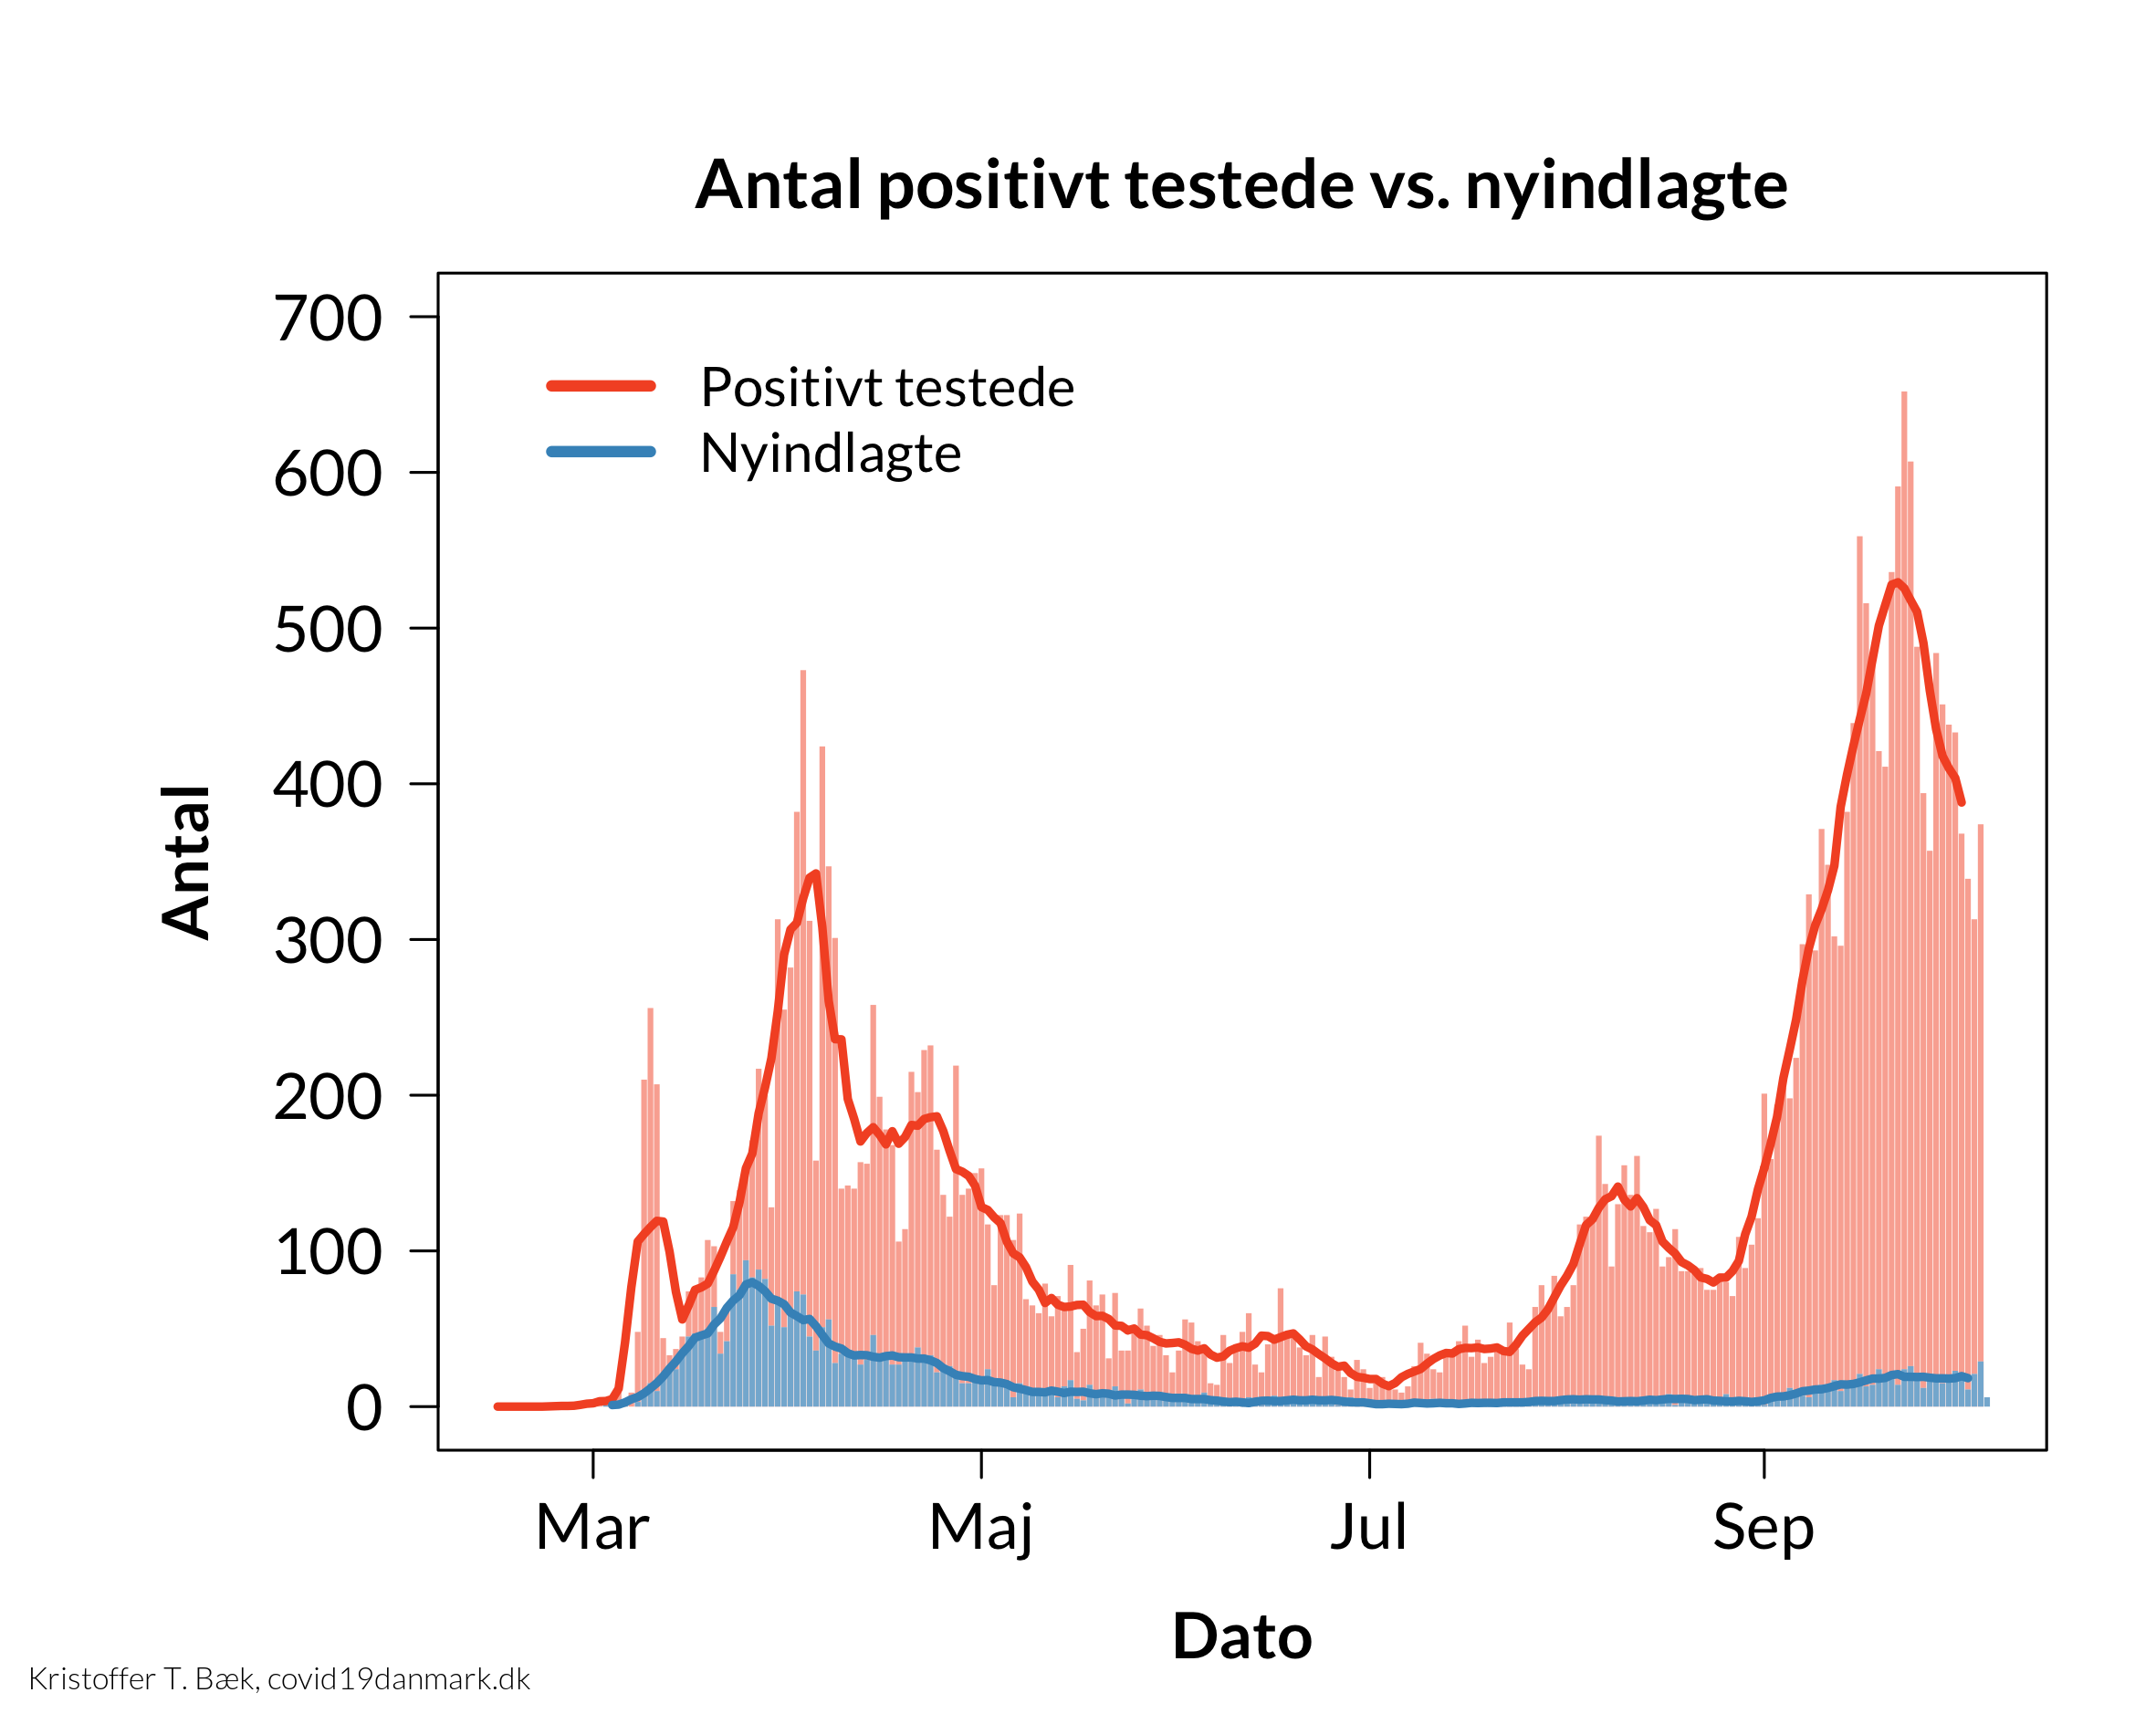 Antal positivt testede vs. nyindlagte
700
Positivt testede
Nyindlagte
600
500
400
300
200
100
0
Antal
Mar Maj Jul Sep
Dato
Kristoffer T. Bæk, covid19danmark.dk